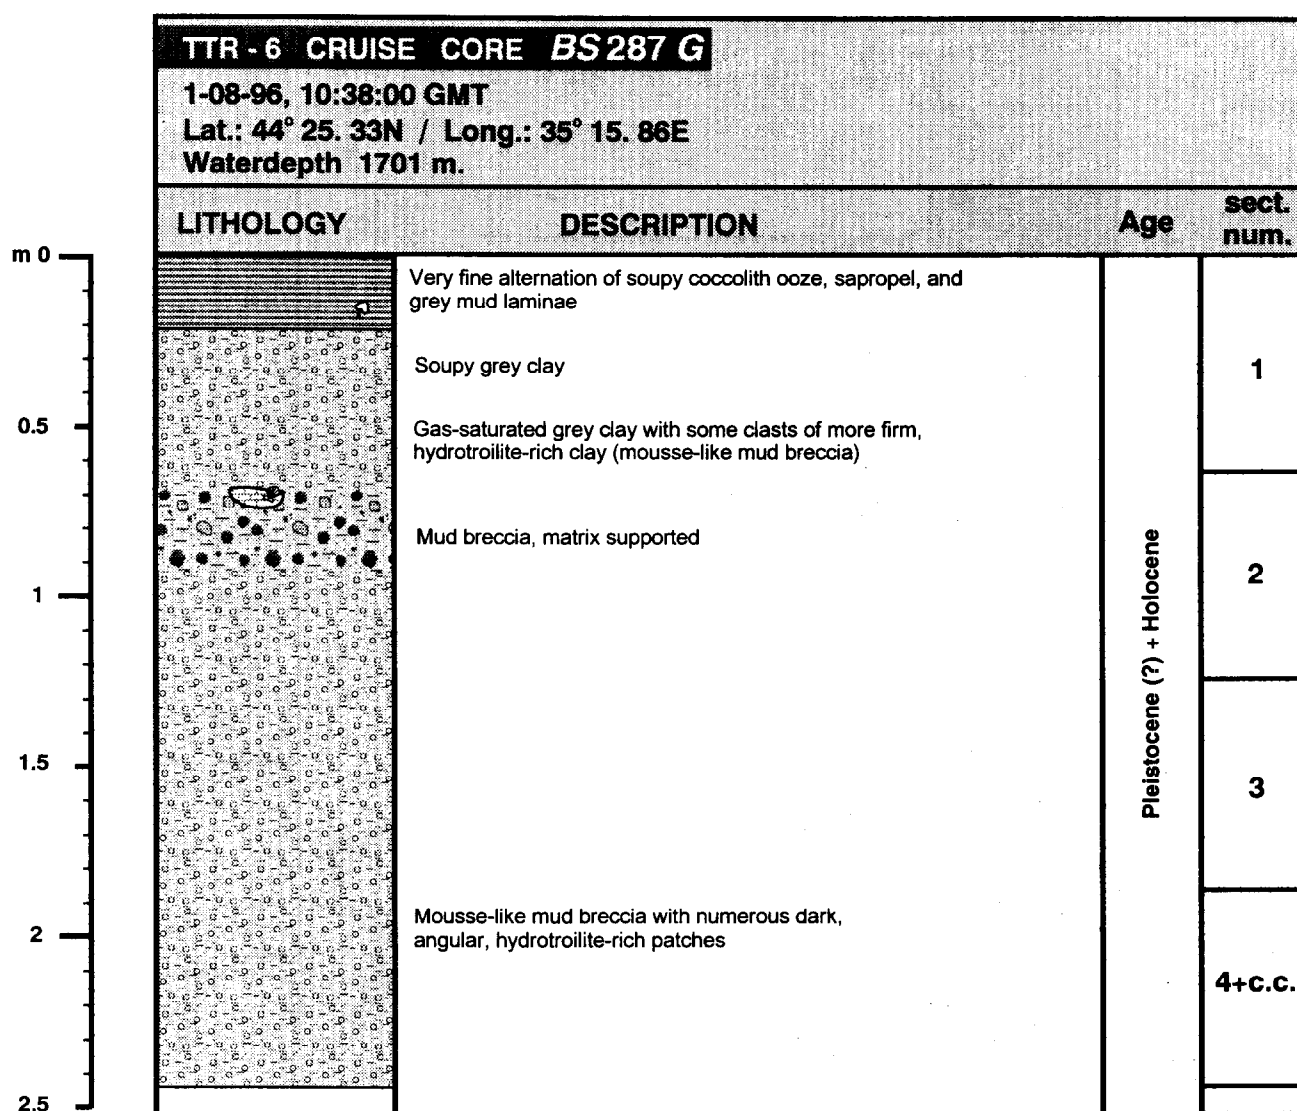 TTR - 6 CRUISE CORE BS 287 G
1-08-96, 10:38:00 GMT
Lat.: 44° 25. 33N / Long.: 35° 15. 86E
Waterdepth 1701 m.
LITHOLOGY DESCRIPTION Age sect. num.
m 0
Very fine alternation of soupy coccolith ooze, sapropel, and
grey mud laminae
Soupy grey clay
1
0.5
Gas-saturated grey clay with some clasts of more firm,
hydrotroilite-rich clay (mousse-like mud breccia)
Mud breccia, matrix supported
2
1
Pleistocene (?) + Holocene
1.5
3
Mousse-like mud breccia with numerous dark,
2
angular, hydrotroilite-rich patches
4+c.c.
2.5